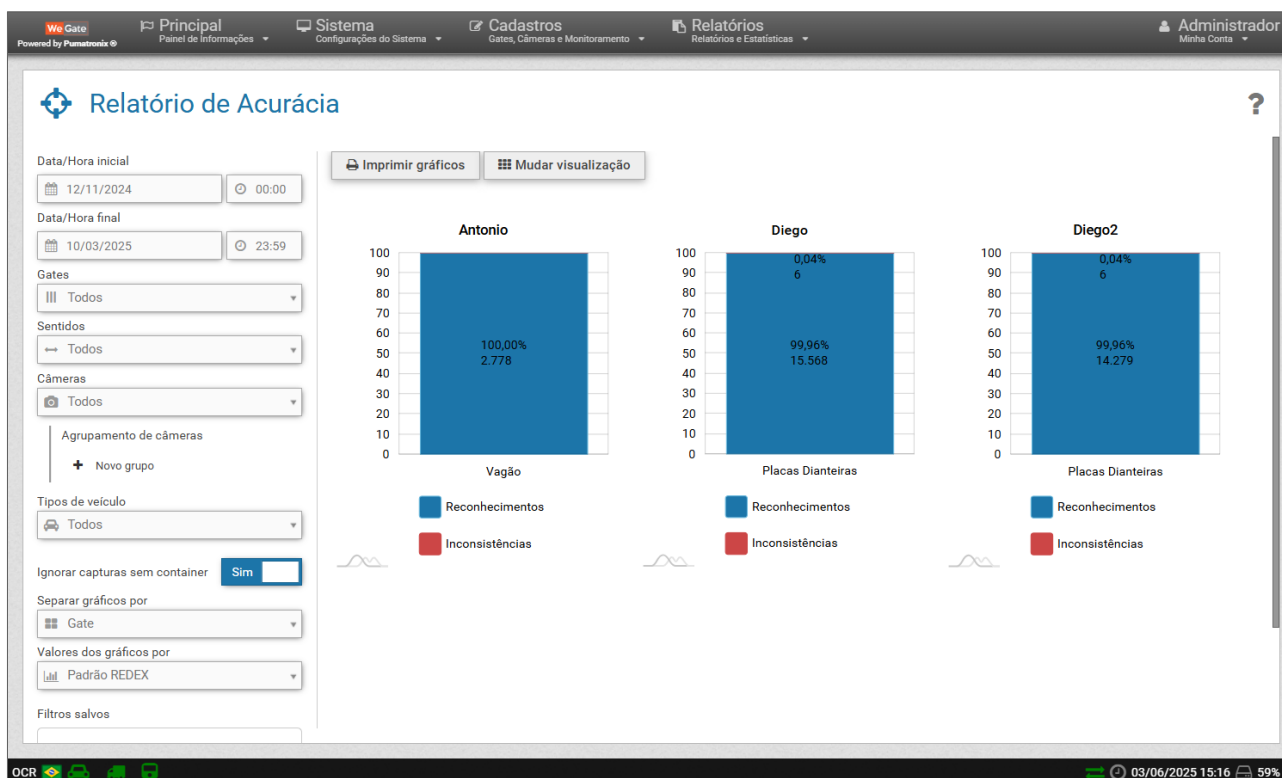 We Gate
Powered by Pumatronix ®
Principal
Painel de Informações
Sistema
Configurações do Sistema
Cadastros
Gates, Câmeras e Monitoramento
Relatórios
Relatórios e Estatísticas
Administrador
Minha Conta
Relatório de Acurácia
?
Data/Hora inicial
12/11/2024 00:00
Data/Hora final
10/03/2025 23:59
Gates
Todos
Sentidos
Todos
Câmeras
Todos
Agrupamento de câmeras
Novo grupo
Tipos de veículo
Todos
Ignorar capturas sem container Sim
Separar gráficos por
Gate
Valores dos gráficos por
Padrão REDEX
Filtros salvos
Imprimir gráficos Mudar visualização
Antonio
100
90
80
70
60
50
40
30
20
10
0
100,00%
2.778
Vagão
Reconhecimentos
Inconsistências
Diego
100
90
80
70
60
50
40
30
20
10
0
0,04%
6
99,96%
15.568
Placas Dianteiras
Reconhecimentos
Inconsistências
Diego2
100
90
80
70
60
50
40
30
20
10
0
0,04%
6
99,96%
14.279
Placas Dianteiras
Reconhecimentos
Inconsistências
OCR
03/06/2025 15:16 59%